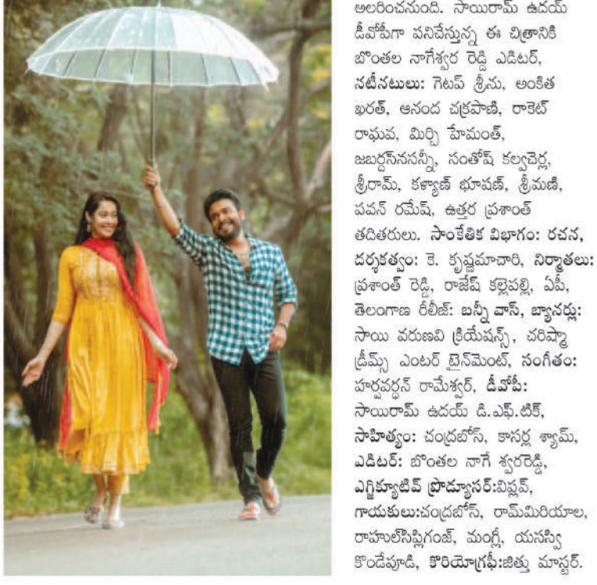 అలరించనుంది. సాయిరామ్ ఉదయ్
డీవోపీగా పనిచేస్తున్న ఈ చిత్రానికి
బొంతల నాగేశ్వర రెడ్డి ఎడిటర్,
నటీనటులు: గెటప్ శ్రీను, అంకిత
ఖరత్, ఆనంద చక్రపాణి, రాకెట్
రాఘవ, మిర్చి హేమంత్,
జబర్దస్‌నసన్నీ, సంతోష్ కల్వచెర్ల,
శ్రీరామ్, కళ్యాణ్ భూషణ్, శ్రీమణి,
పవన్ రమేష్, ఉత్తర ప్రశాంత్
తదితరులు. సాంకేతిక విభాగం: రచన,
దర్శకత్వం: కె. కృష్ణమాచారి, నిర్మాతలు:
ప్రశాంత్ రెడ్డి, రాజేష్ కల్లెపల్లి, ఏపీ,
తెలంగాణ రిలీజ్: బన్నీ వాస్, బ్యానర్లు:
సాయి వరుణవి క్రియేషన్స్, చరిష్మా
డ్రీమ్స్ ఎంటర్ టైన్‌మెంట్, సంగీతం:
హర్షవర్ధన్ రామేశ్వర్, డీవోపీ:
సాయిరామ్ ఉదయ్ డి.ఎఫ్.టెక్,
సాహిత్యం: చంద్రబోస్, కాసర్ల శ్యామ్,
ఎడిటర్: బొంతల నాగే శ్వరరెడ్డి,
ఎగ్జిక్యూటివ్ ప్రొడ్యూసర్:విప్లవ్,
గాయకులు:చంద్రబోస్, రామ్‌మిరియాల,
రాహుల్‌సిప్లిగంజ్, మంగ్లీ, యసస్వి
కొండేపూడి, కొరియోగ్రఫీ:జిత్తు మాస్టర్.